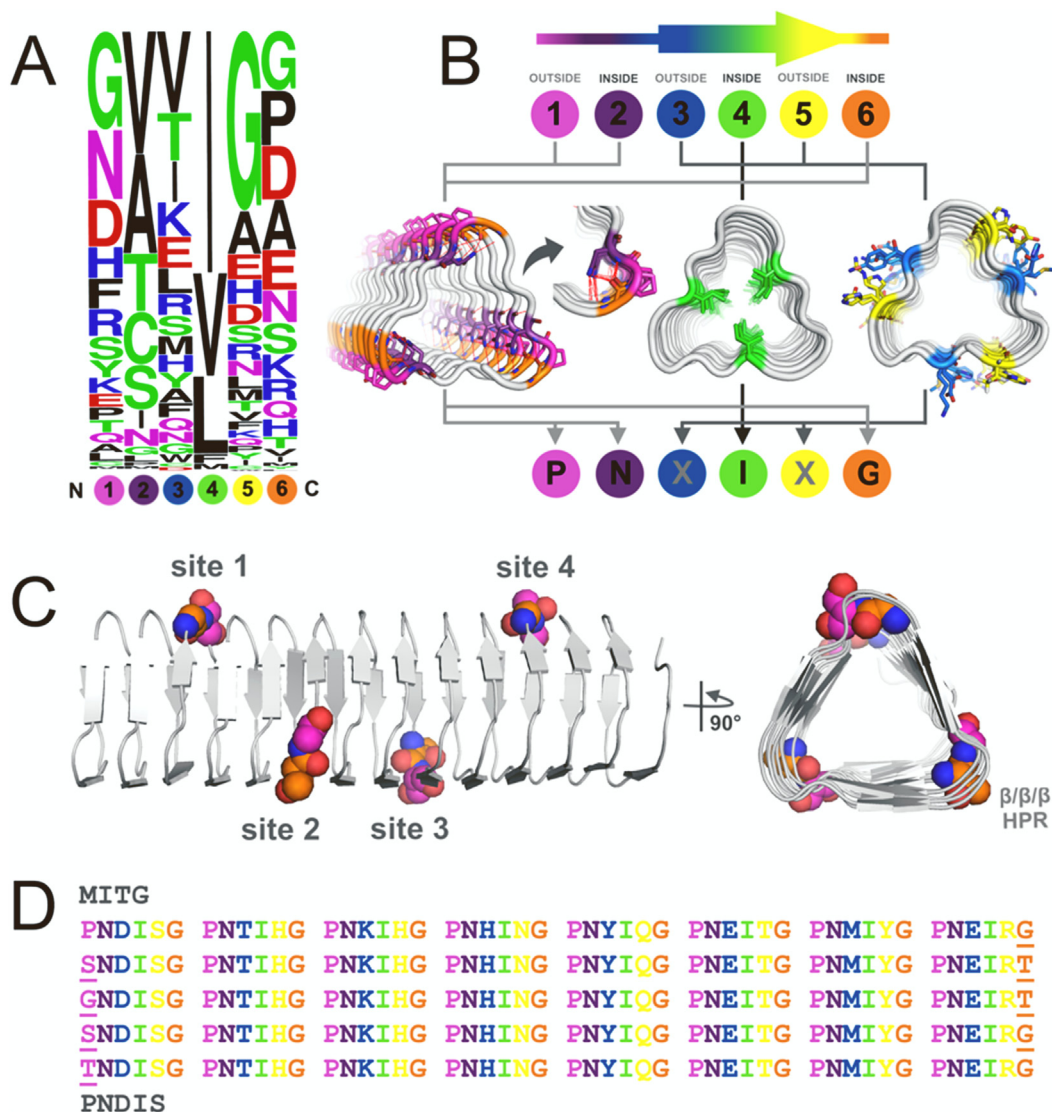 A
G V V I G G
N A T V A P
D T I L E D
H C K H A
F S E D E
R I L S N
S N R R S
Y S N K
K M L R
E H M Q
P Y T H
T A V T
Q F
N 1 2 3 4 5 6 C
B
OUTSIDE INSIDE OUTSIDE INSIDE OUTSIDE INSIDE
1 2 3 4 5 6
P N X I X G
C
site 1
site 4
90°
site 2
site 3
β/β/β
HPR
D
MITG
PNDISG PNTIHG PNKIHG PNHING PNYIQG PNEITG PNMIYG PNEIRG
SNDISG PNTIHG PNKIHG PNHING PNYIQG PNEITG PNMIYG PNEIRT
GNDISG PNTIHG PNKIHG PNHING PNYIQG PNEITG PNMIYG PNEIRT
SNDISG PNTIHG PNKIHG PNHING PNYIQG PNEITG PNMIYG PNEIRG
TNDISG PNTIHG PNKIHG PNHING PNYIQG PNEITG PNMIYG PNEIRG
PNDIS